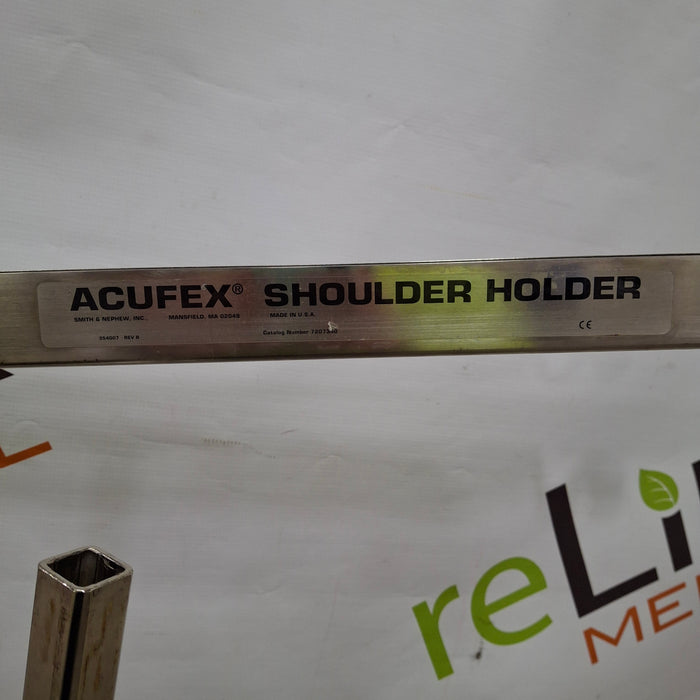 ACUFEX® SHOULDER HOLDER
SMITH & NEPHEW, INC. MANSFIELD, MA 02048 MADE IN U.S.A.
Catalog Number
REV B CE
reLi
ME